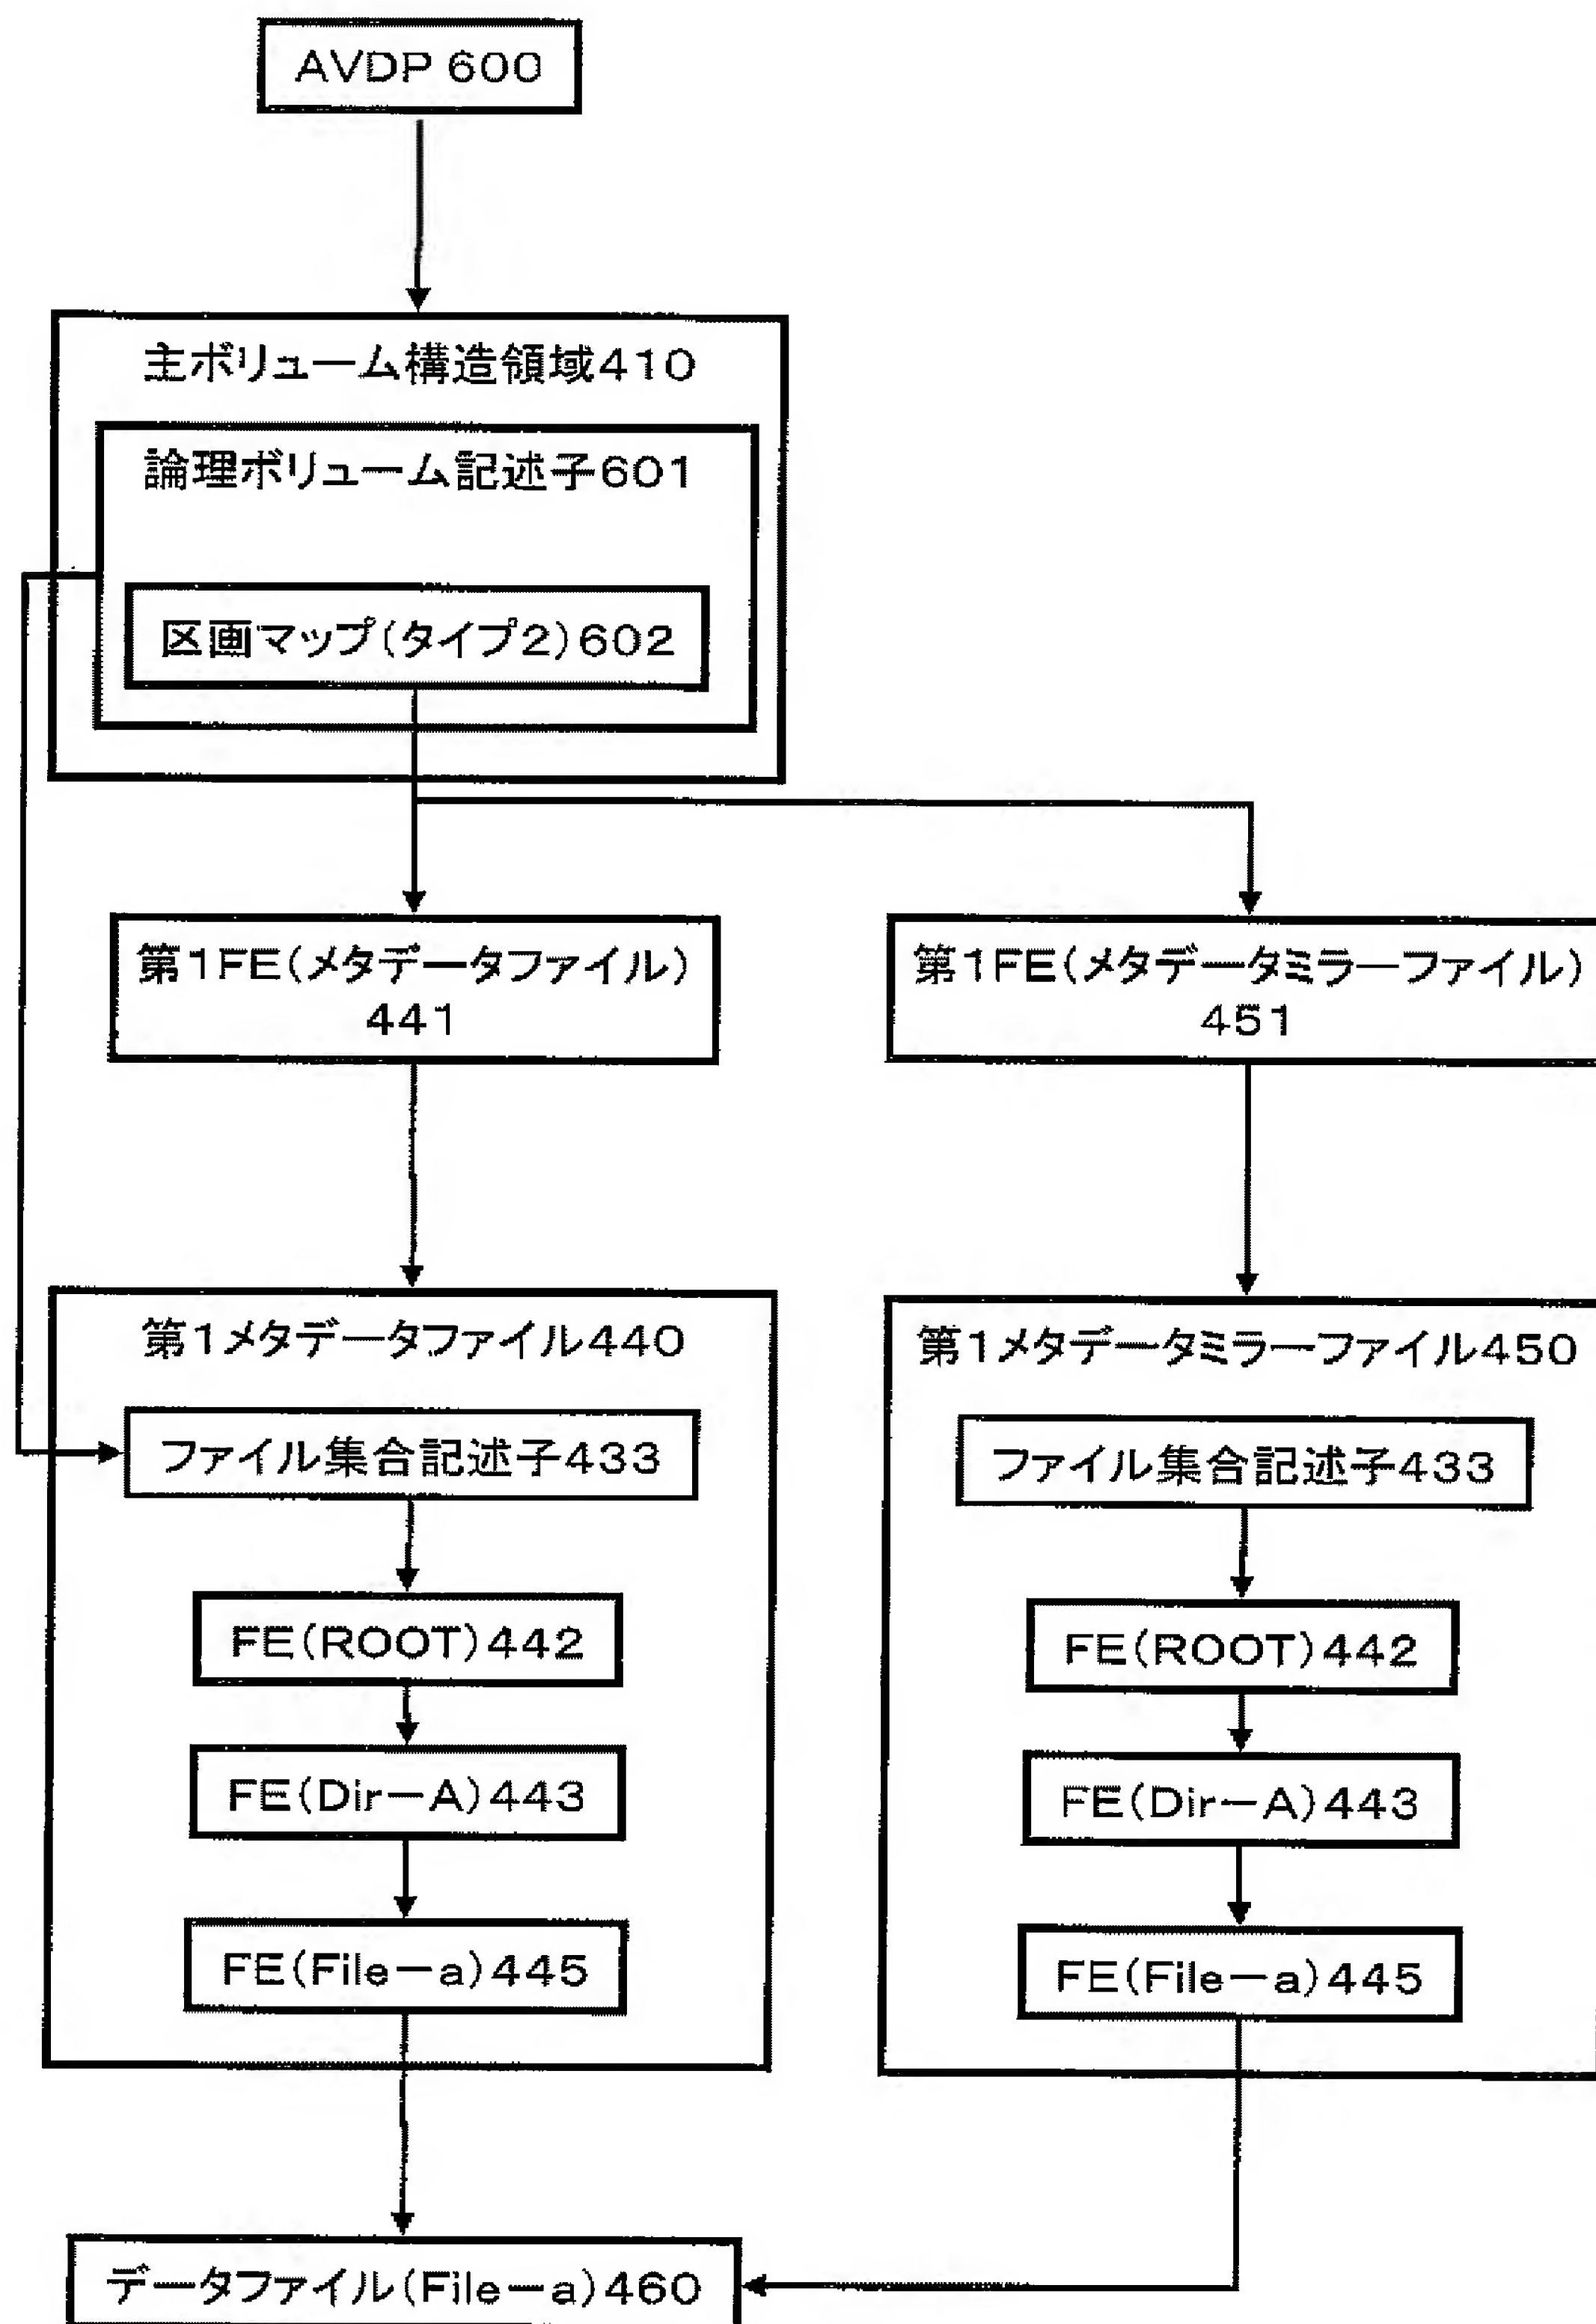 AVDP 600
主ボリューム構造領域410
論理ボリューム記述子601
区画マップ(タイプ2)602
第1FE(メタデータファイル)
441
第1FE(メタデータミラーファイル)
451
第1メタデータファイル440
ファイル集合記述子433
FE(ROOT)442
FE(Dir-A)443
FE(File-a)445
第1メタデータミラーファイル450
ファイル集合記述子433
FE(ROOT)442
FE(Dir-A)443
FE(File-a)445
データファイル(File-a)460